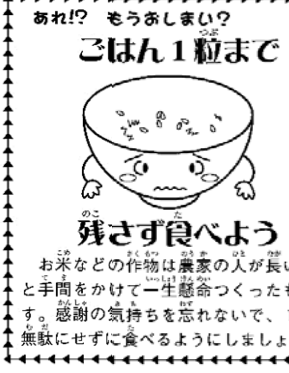 あれ!? もうおしまい?
ごはん1粒まで
残さず食べよう
お米などの作物は農家の人が長い
と手間をかけて一生懸命つくったも
す。感謝の気持ちを忘れないで、
無駄にせずに食べるようにしましょ